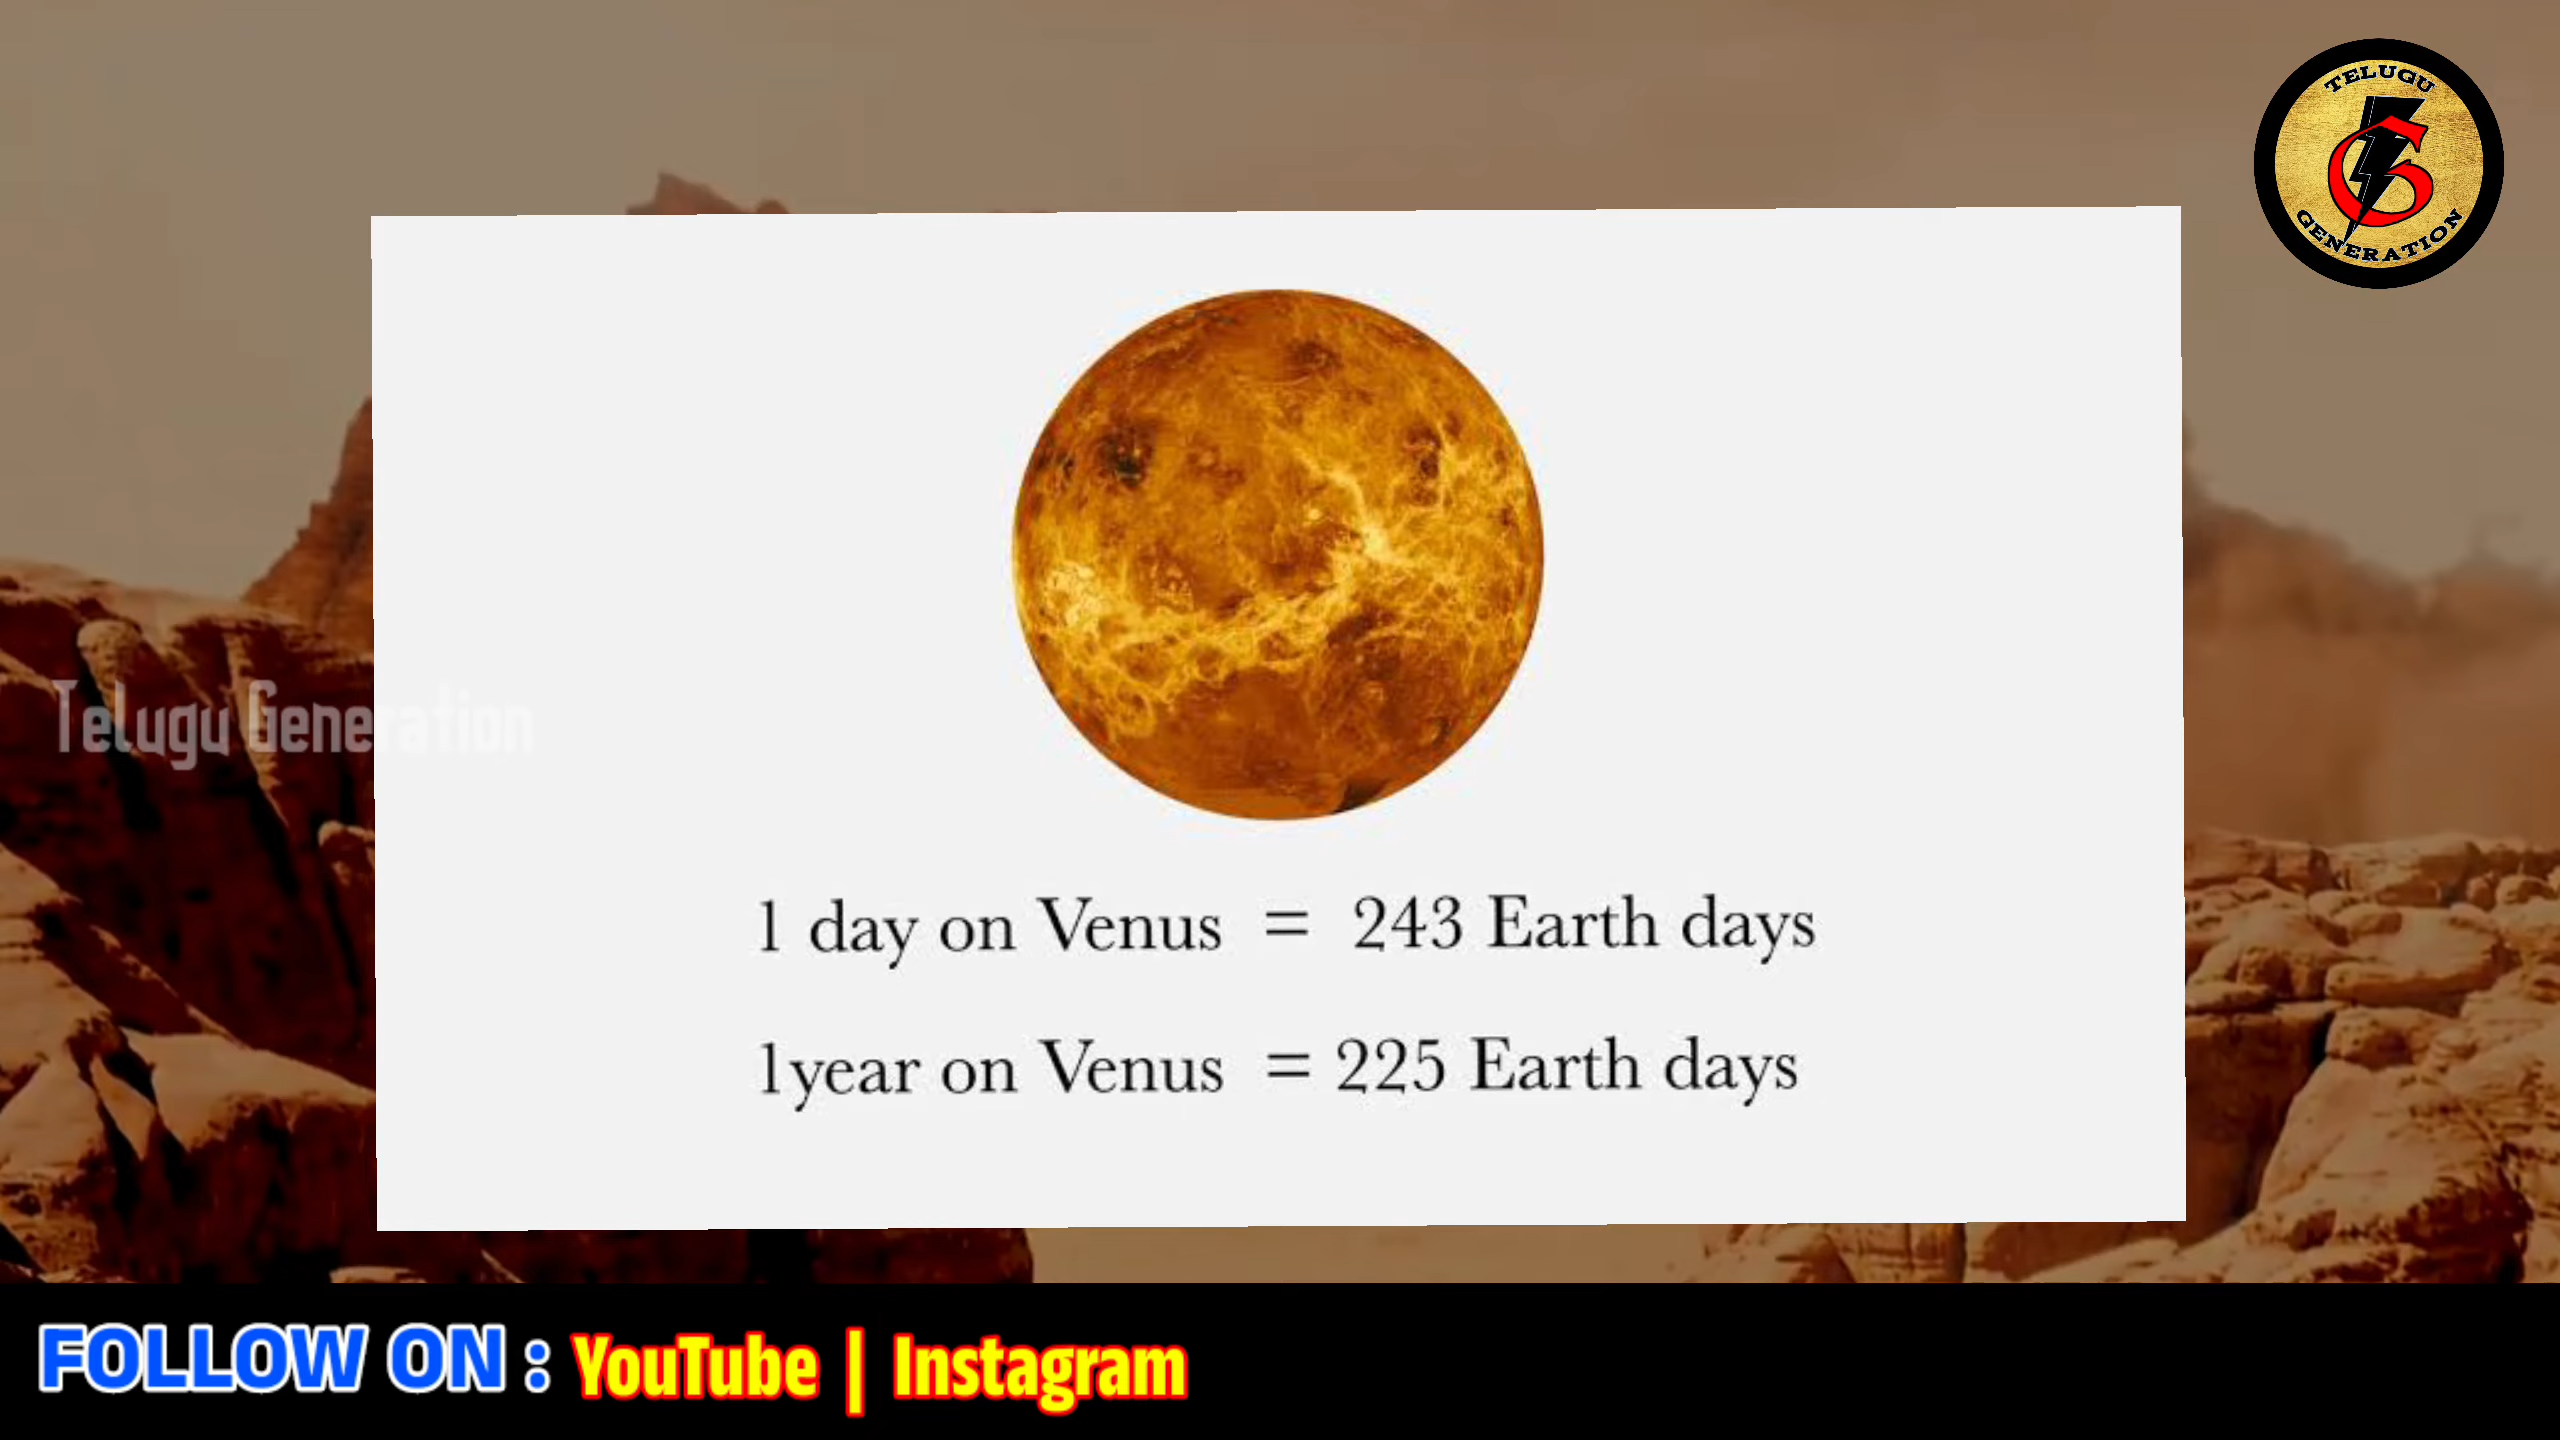 TELUGU
G
GENERATION
Telugu Generation
1 day on Venus = 243 Earth days
1year on Venus = 225 Earth days
FOLLOW ON : YouTube | Instagram